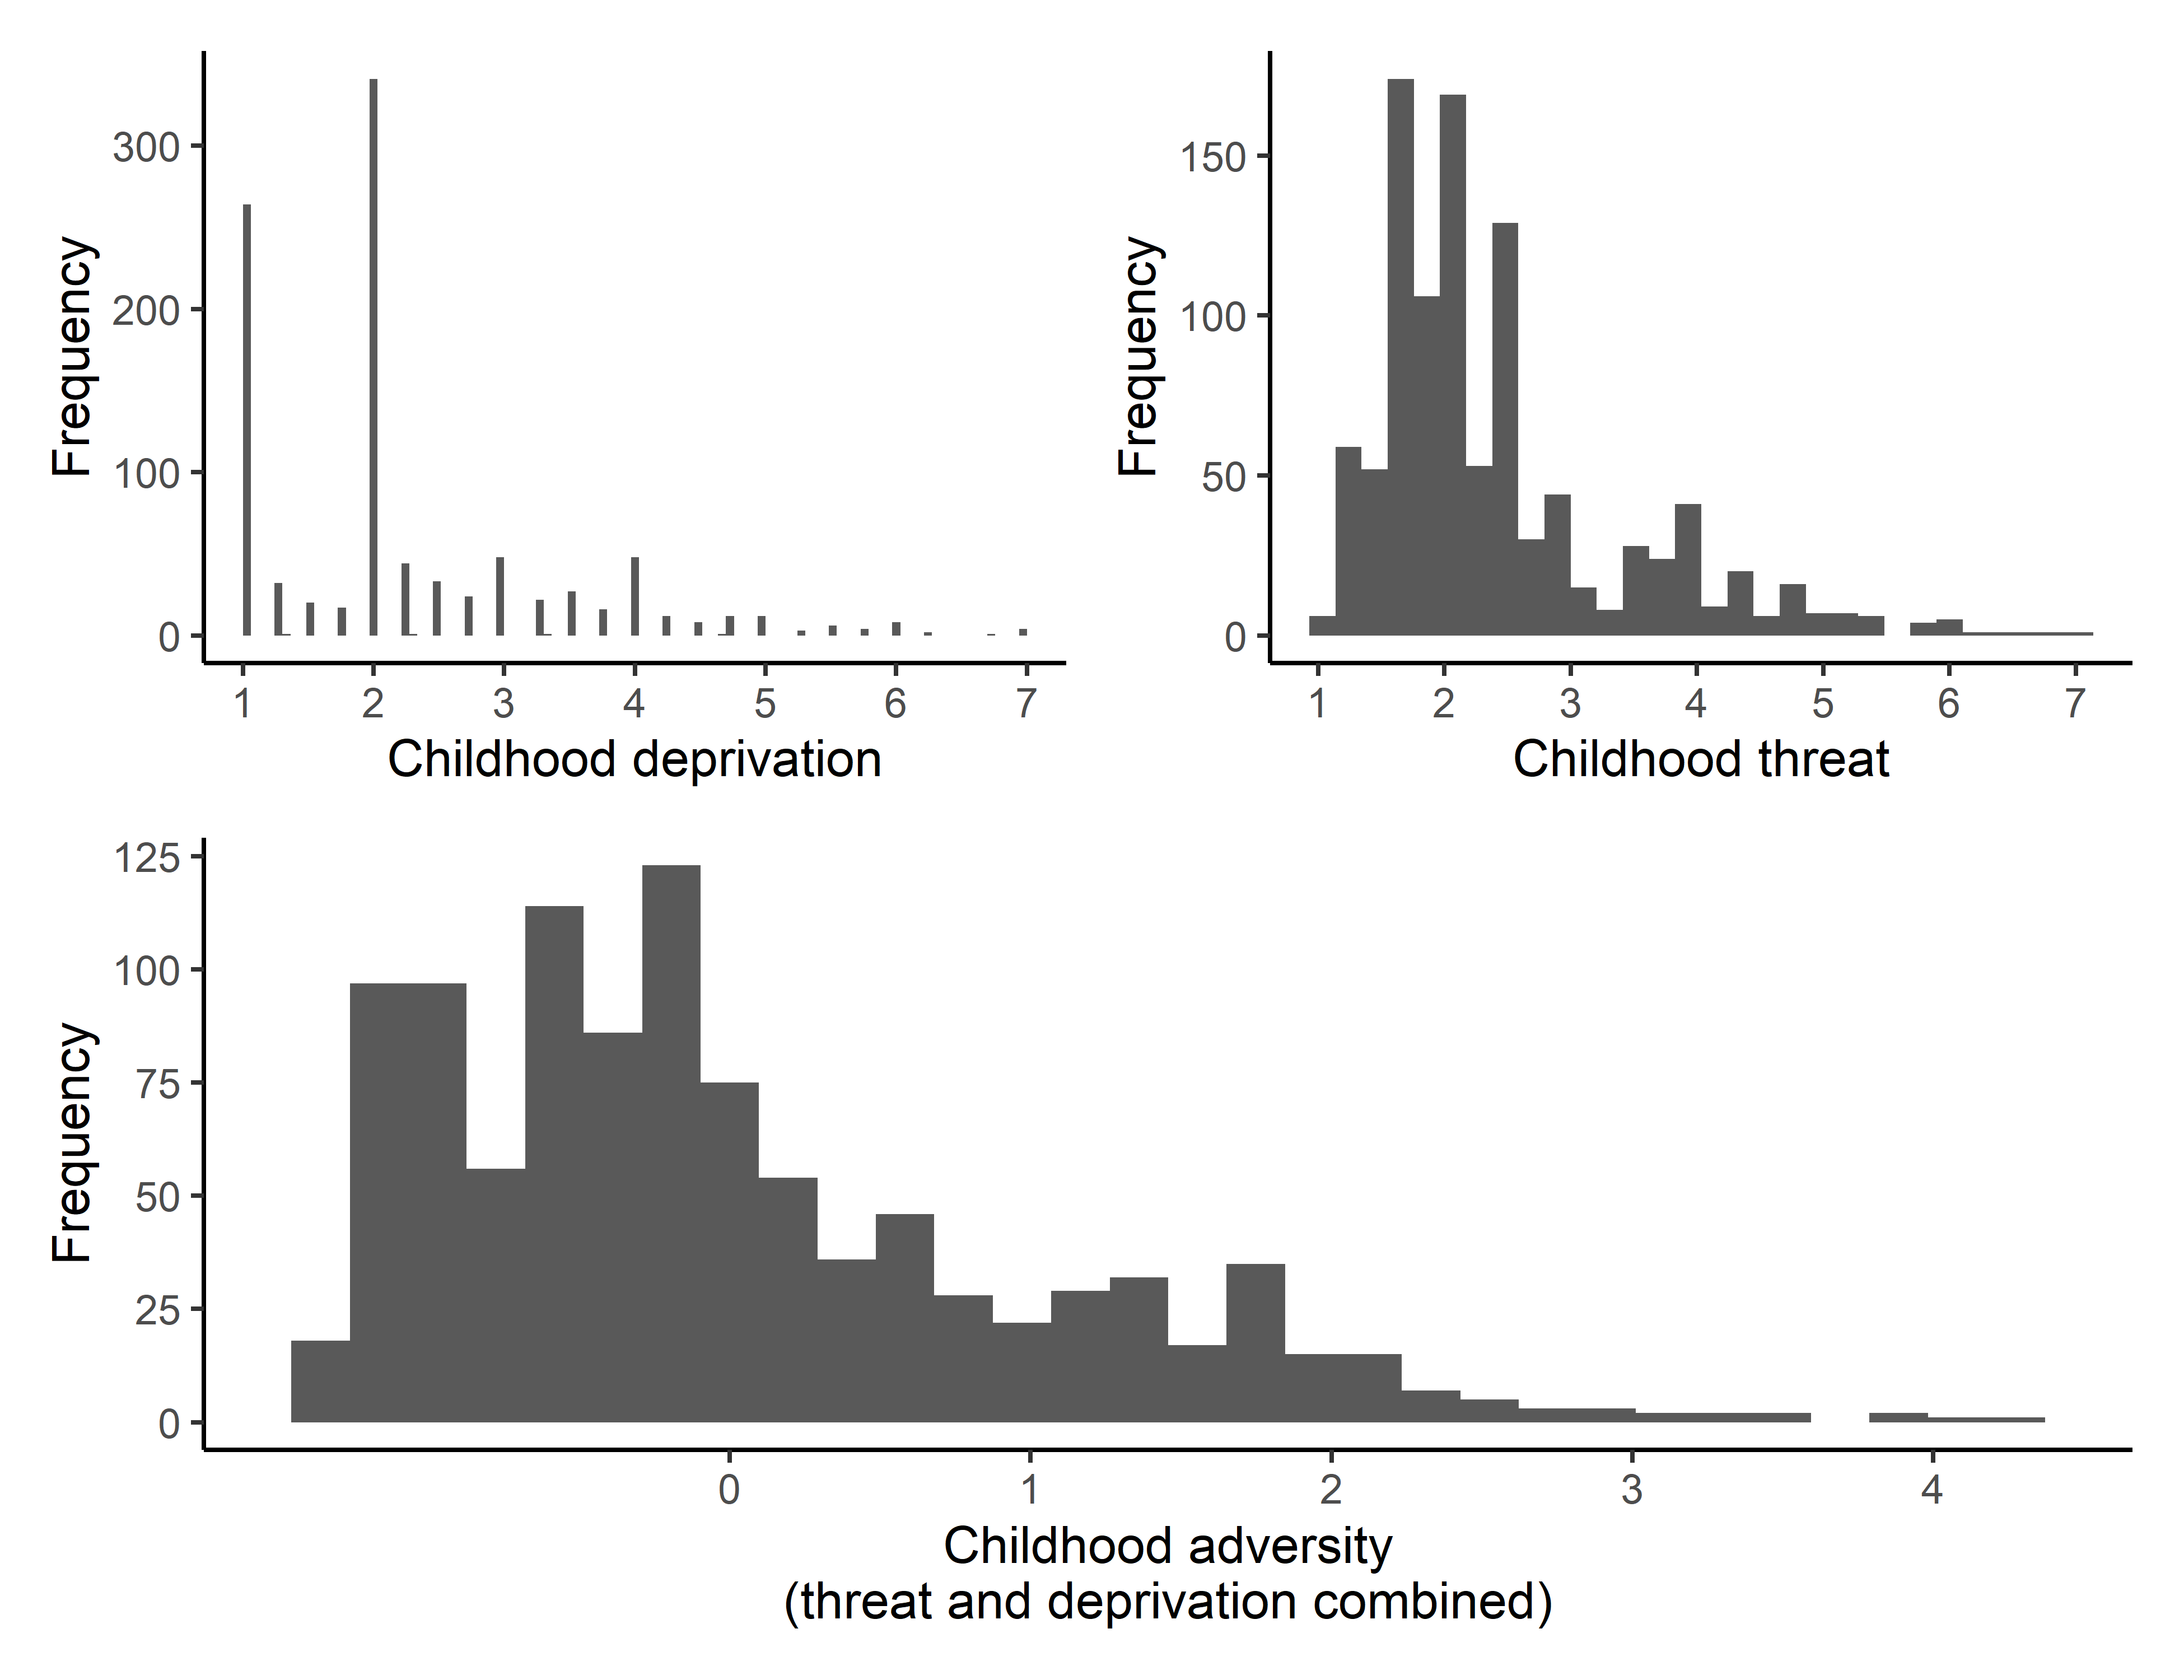 300
200
100
0
Frequency
1 2 3 4 5 6 7
Childhood deprivation
150
100
50
0
Frequency
1 2 3 4 5 6 7
Childhood threat
125
100
75
50
25
0
Frequency
0 1 2 3 4
Childhood adversity
(threat and deprivation combined)